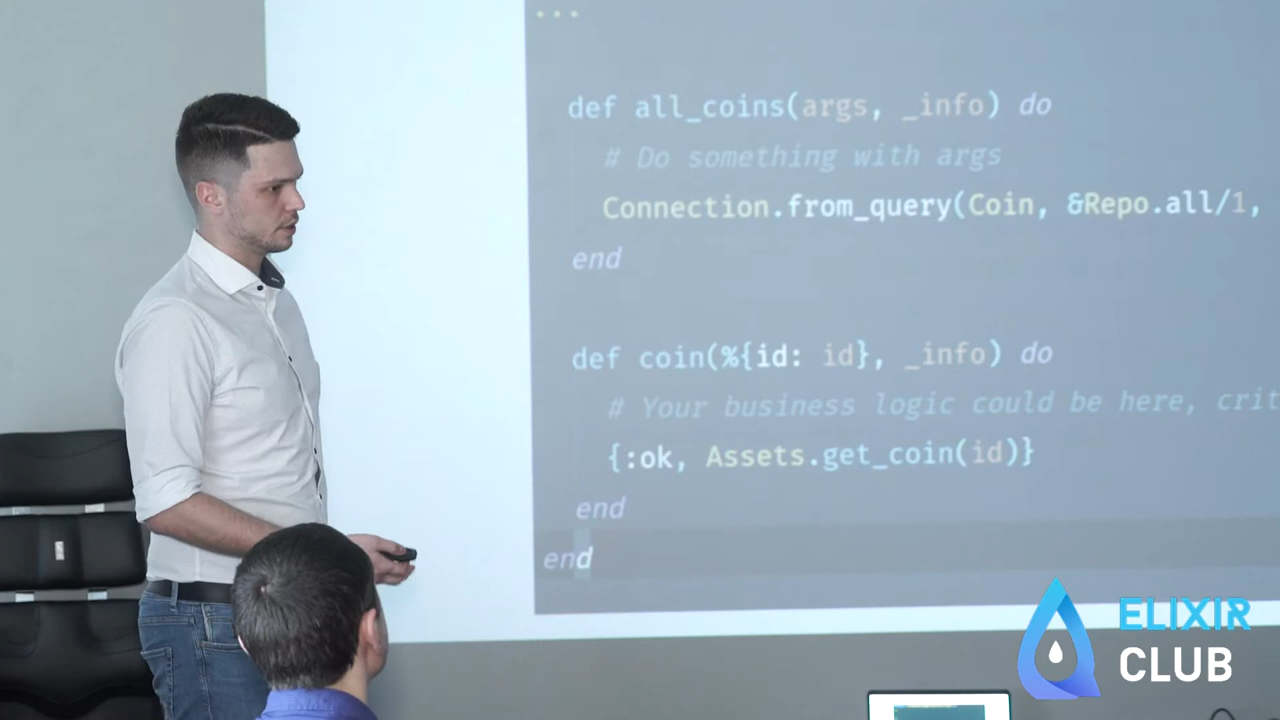 ...
def all_coins(args, _info) do
# Do something with args
Connection.from_query(Coin, &Repo.all/1,
end
def coin(%{id: id}, _info) do
# Your business logic could be here, crit
{:ok, Assets.get_coin(id)}
end
end
ELIXIR
CLUB